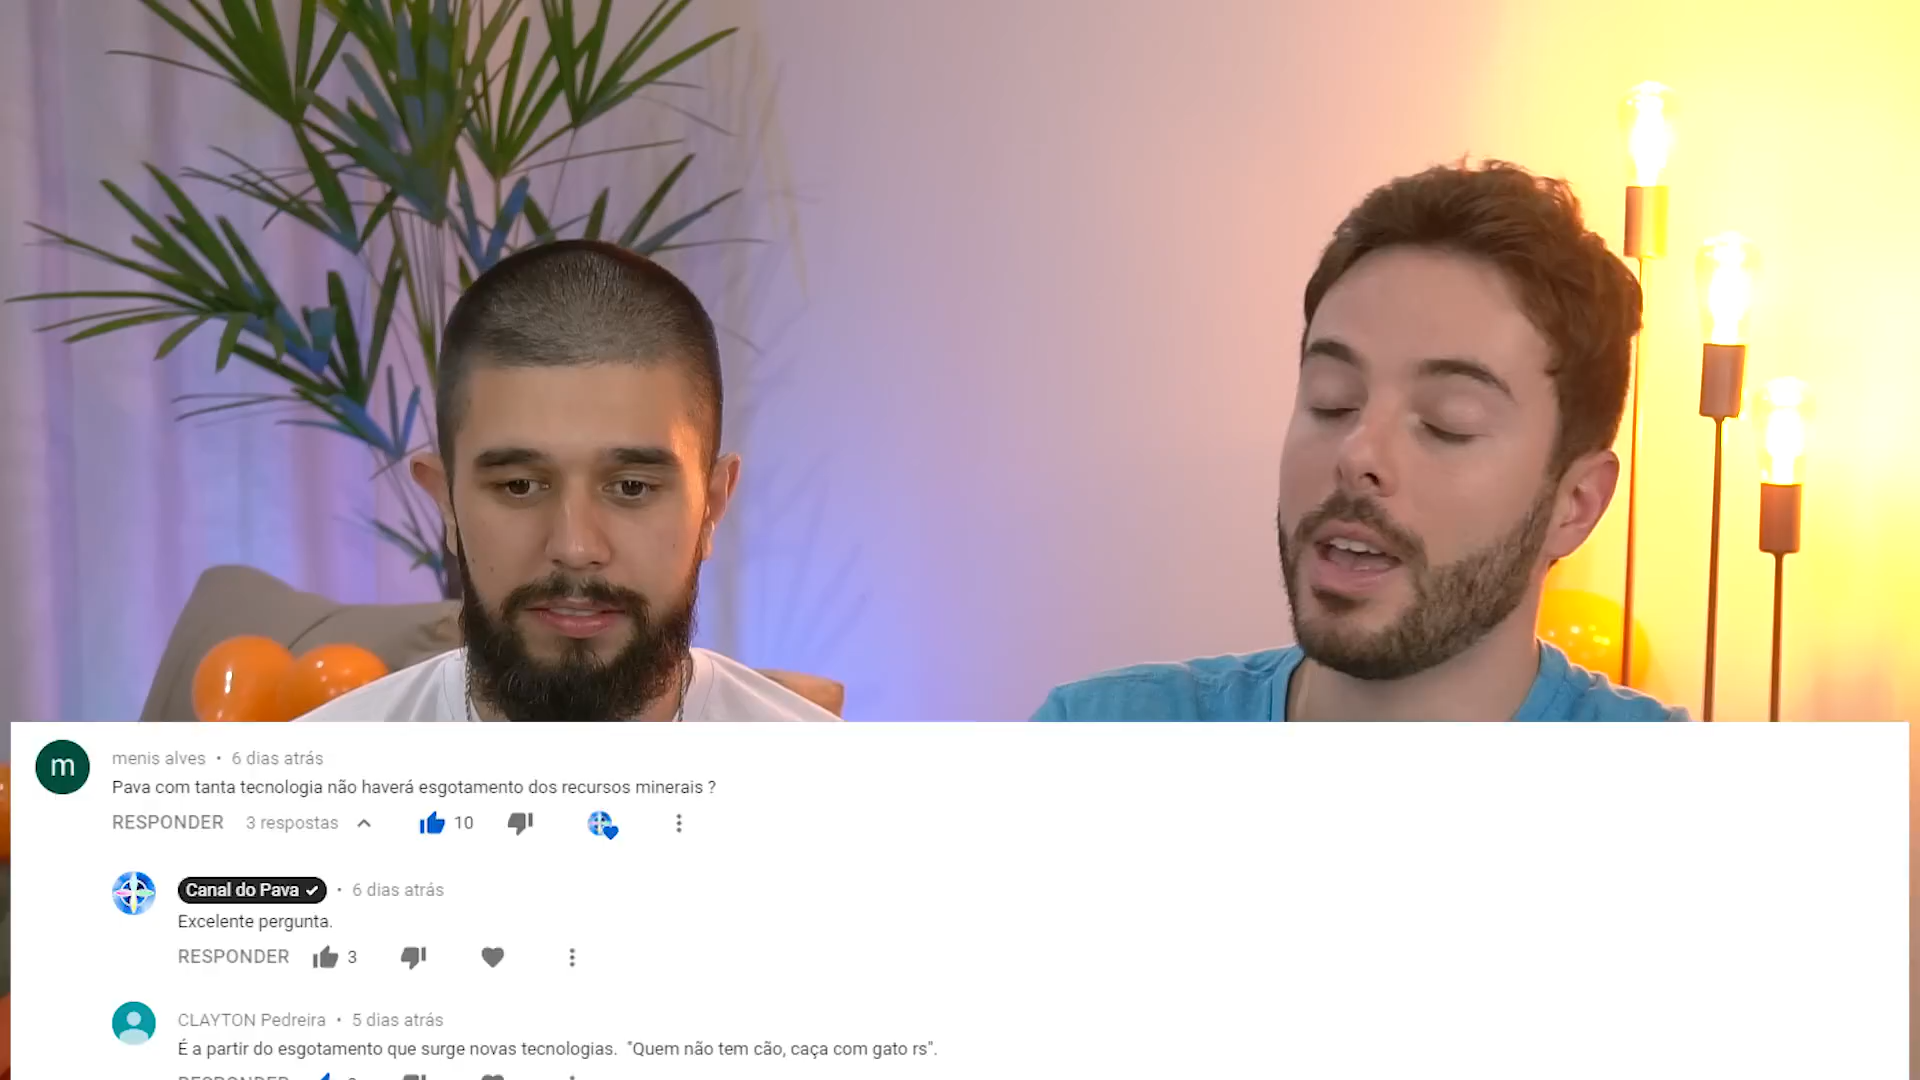 m
menis alves • 6 dias atrás
Pava com tanta tecnologia não haverá esgotamento dos recursos minerais ?
RESPONDER 3 respostas 10
Canal do Pava • 6 dias atrás
Excelente pergunta.
RESPONDER 3
CLAYTON Pedreira • 5 dias atrás
É a partir do esgotamento que surge novas tecnologias. "Quem não tem cão, caça com gato rs".
RESPONDER